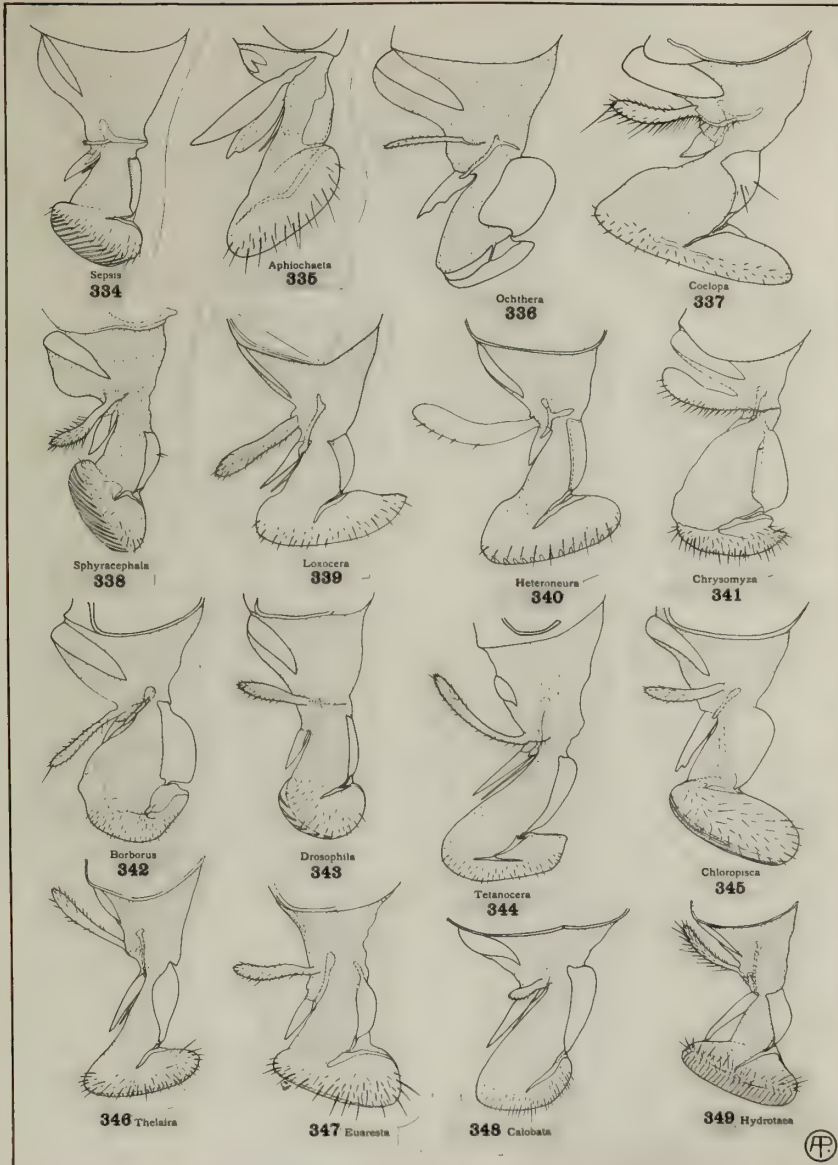 Sepsis
334
Aphiochaeta
335
Ochthera
336
Coelopa
337
Sphyracephala
338
Loxocera
339
Heteroneura
340
Chrysomyza
341
Borborus
342
Drosophila
343
Tetanocera
344
Chloropisca
345
346 Thelaira
347 Euaresta
348 Calobata
349 Hydrotaea
AP